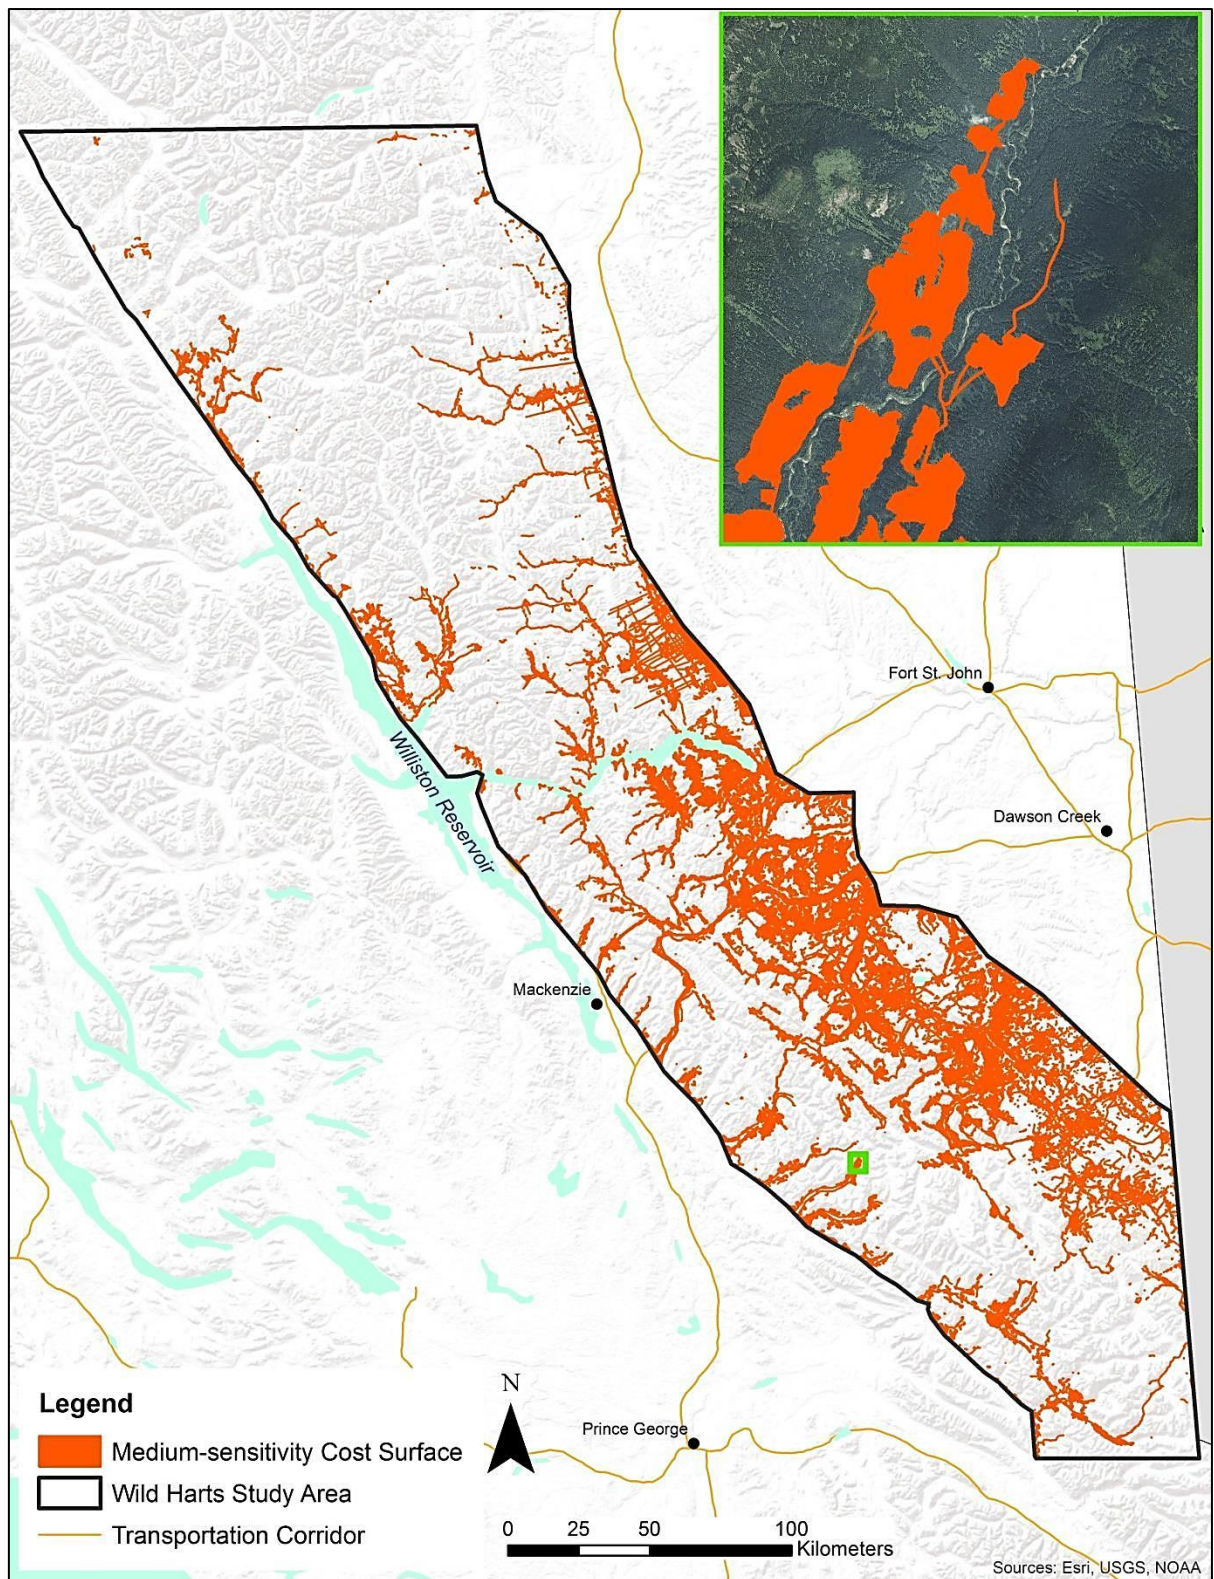 Fort St. John
Dawson Creek
Williston Reservoir
Mackenzie
Prince George
Legend
Medium-sensitivity Cost Surface
Wild Harts Study Area
Transportation Corridor
N
0 25 50 100
Kilometers
Sources: Esri, USGS, NOAA